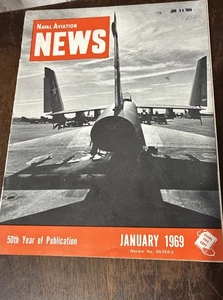 NAVAL AVIATION
NEWS
50th Year of Publication
JANUARY 1969